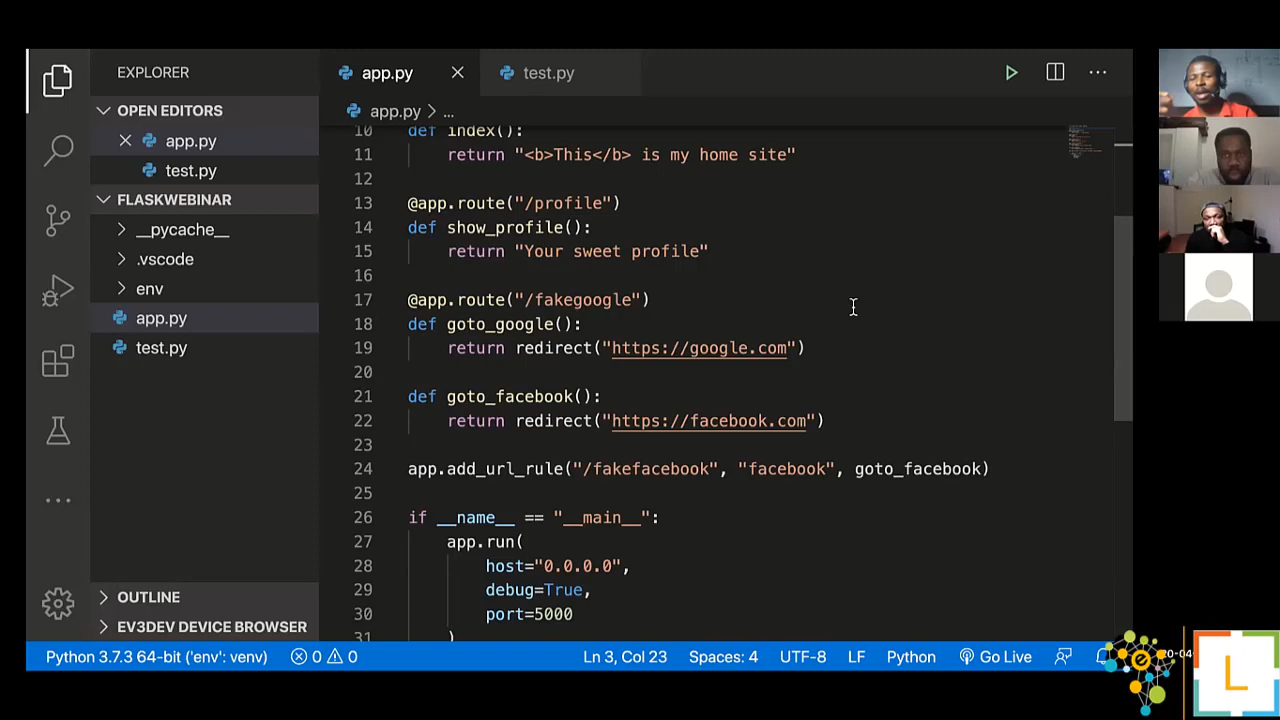 EXPLORER
OPEN EDITORS
app.py
test.py
FLASKWEBINAR
__pycache__
.vscode
env
app.py
test.py
OUTLINE
EV3DEV DEVICE BROWSER
app.py
test.py
app.py > ...
10 def index():
11 return "<b>This</b> is my home site"
12
13 @app.route("/profile")
14 def show_profile():
15 return "Your sweet profile"
16
17 @app.route("/fakegoogle")
18 def goto_google():
19 return redirect("https://google.com")
20
21 def goto_facebook():
22 return redirect("https://facebook.com")
23
24 app.add_url_rule("/fakefacebook", "facebook", goto_facebook)
25
26 if __name__ == "__main__":
27 app.run(
28 host="0.0.0.0",
29 debug=True,
30 port=5000
31 )
Python 3.7.3 64-bit ('env': venv) 0 0 Ln 3, Col 23 Spaces: 4 UTF-8 LF Python Go Live
L